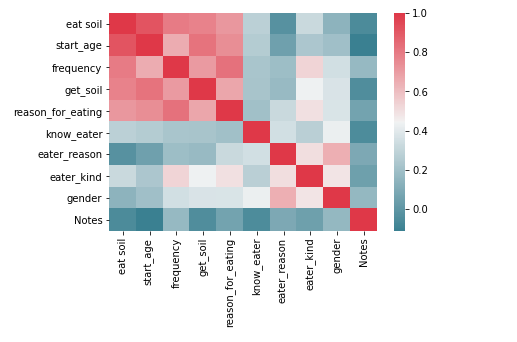 eat soil
start_age
frequency
get_soil
reason_for_eating
know_eater
eater_reason
eater_kind
gender
Notes
eat soil
start_age
frequency
get_soil
reason_for_eating
know_eater
eater_reason
eater_kind
gender
Notes
1.0
0.8
0.6
0.4
0.2
0.0